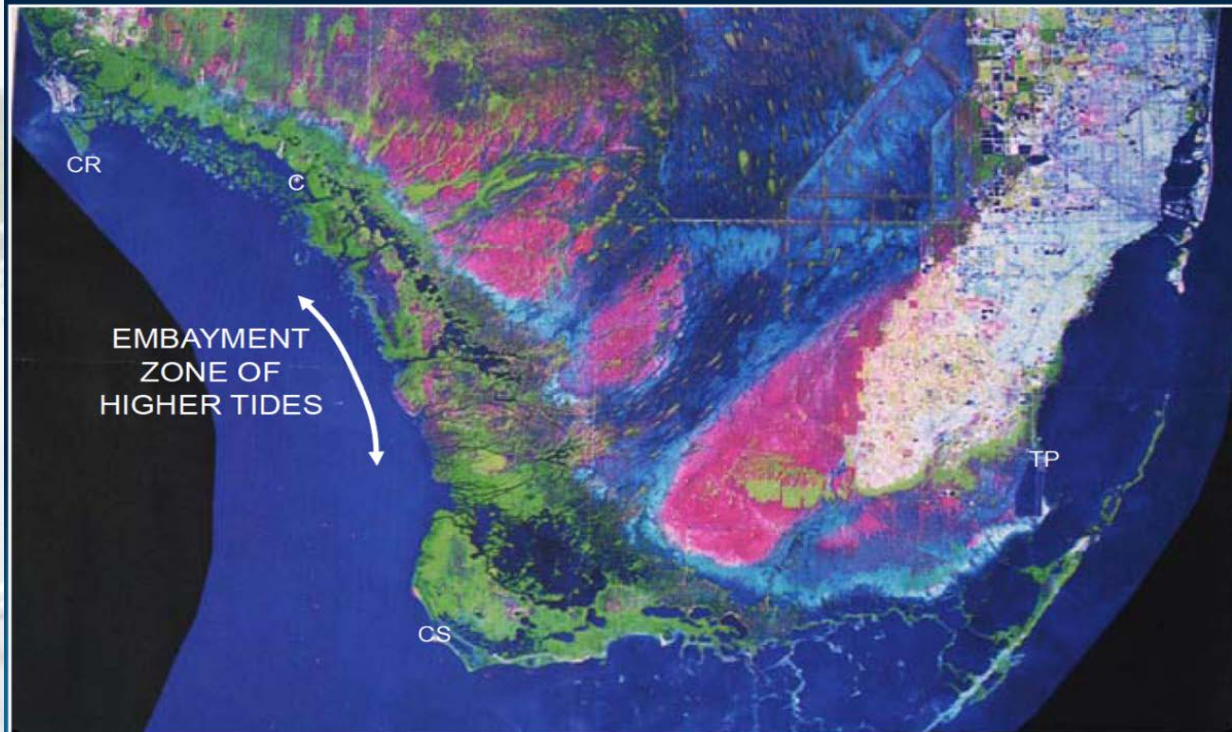 CR
C
EMBAYMENT
ZONE OF
HIGHER TIDES
TP
CS